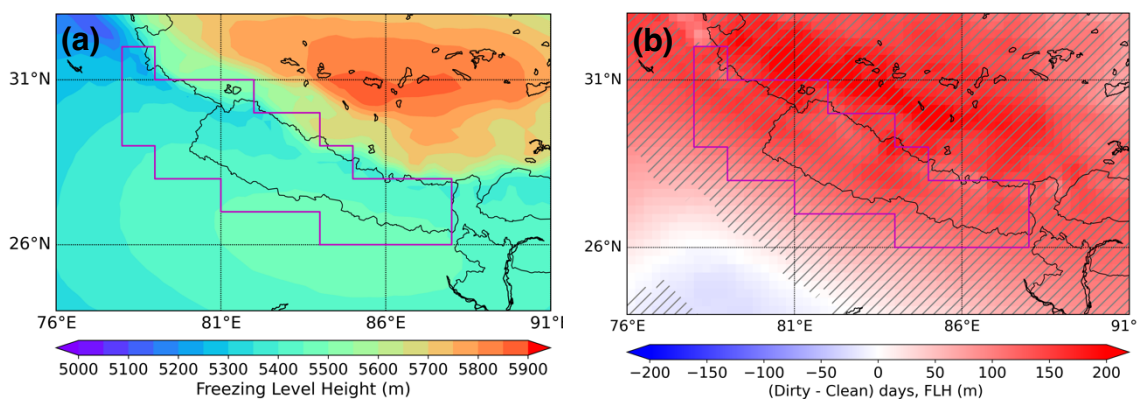 (a)
31°N
26°N
76°E 81°E 86°E 91°I
5000 5100 5200 5300 5400 5500 5600 5700 5800 5900
Freezing Level Height (m)
(b)
31°N
26°N
76°E 81°E 86°E 91°
−200 −150 −100 −50 0 50 100 150 200
(Dirty - Clean) days, FLH (m)